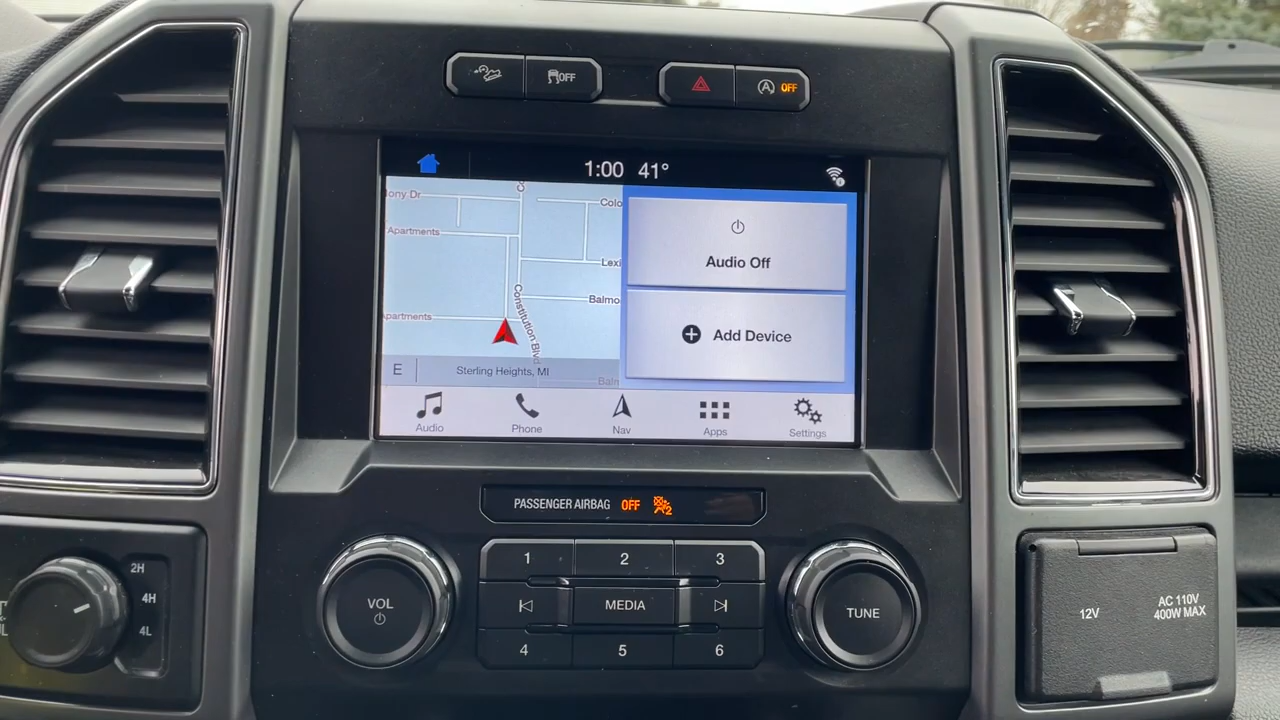 OFF
A OFF
1:00 41°
Colo
Apartments
Lexi
Balmo
Apartments
Constitution Blvd
E
Sterling Heights, MI
Balm
Audio Off
Add Device
Audio
Phone
Nav
Apps
Settings
PASSENGER AIRBAG OFF
2
1
2
3
VOL
MEDIA
TUNE
4
5
6
2H
4H
4L
12V
AC 110V
400W MAX